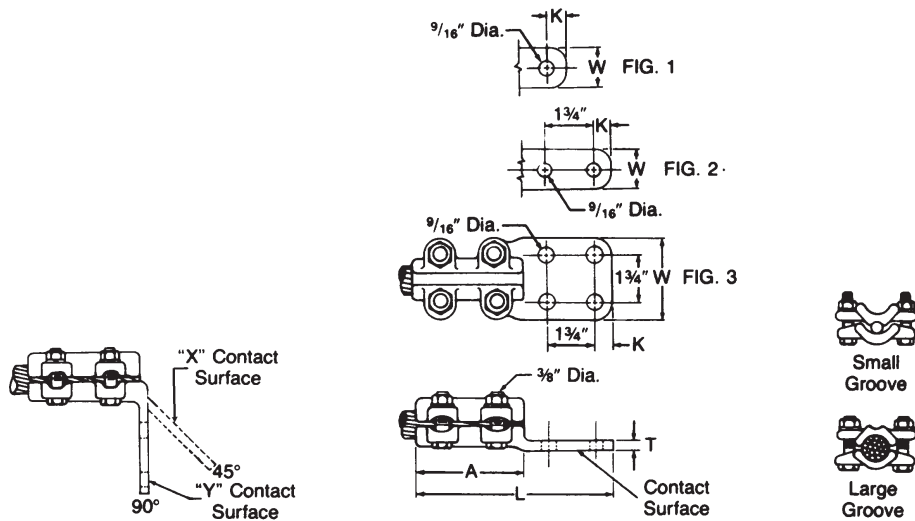 K
9/16" Dia.
W FIG. 1
1¾"
K
W FIG. 2
9/16" Dia.
9/16" Dia.
1¾" W FIG. 3
1¾"
K
"X" Contact
Surface
45°
"Y" Contact
Surface
90°
3/8" Dia.
T
A
L
Contact
Surface
Small
Groove
Large
Groove